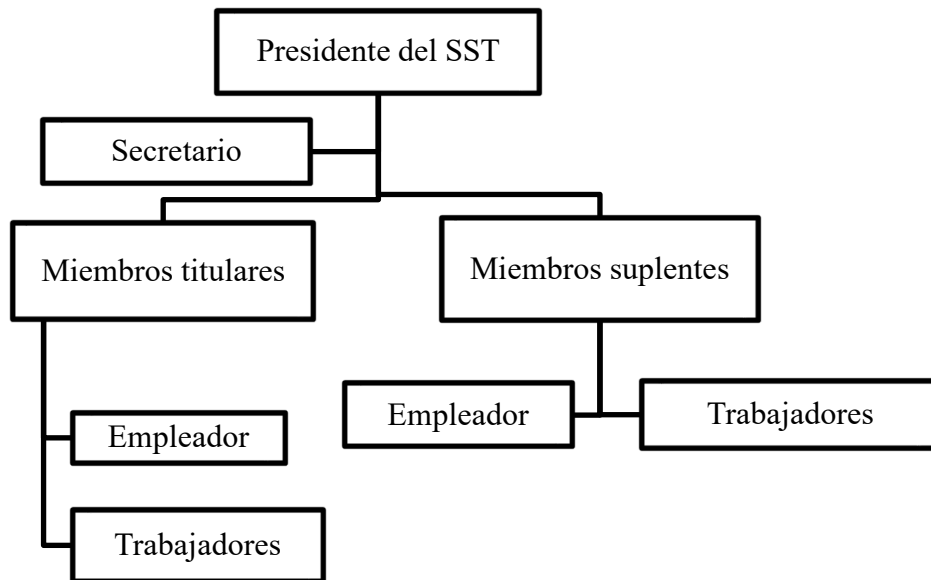 Presidente del SST
Secretario
Miembros titulares
Miembros suplentes
Empleador
Trabajadores
Empleador
Trabajadores